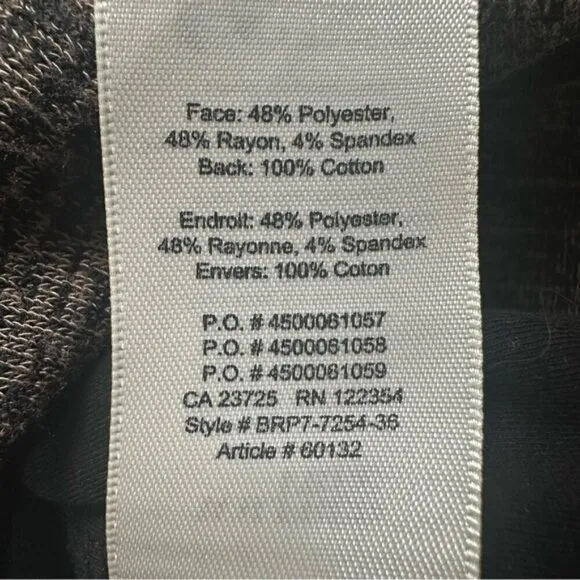 Face: 48% Polyester,
48% Rayon, 4% Spandex
Back: 100% Cotton
Endroit: 48% Polyester,
48% Rayonne, 4% Spandex
Envers: 100% Coton
P.O. # 4500061057
P.O. # 4500061058
P.O. # 4500061059
CA 23725 RN 122354
Style # BRP7-7254-36
Article # 60132